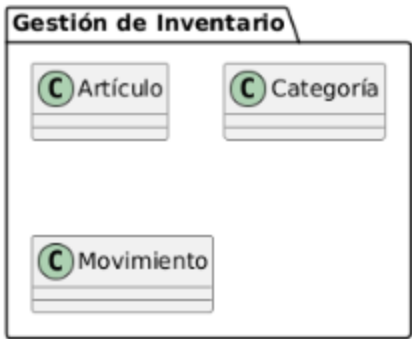 Gestión de Inventario
C Artículo
C Categoría
C Movimiento